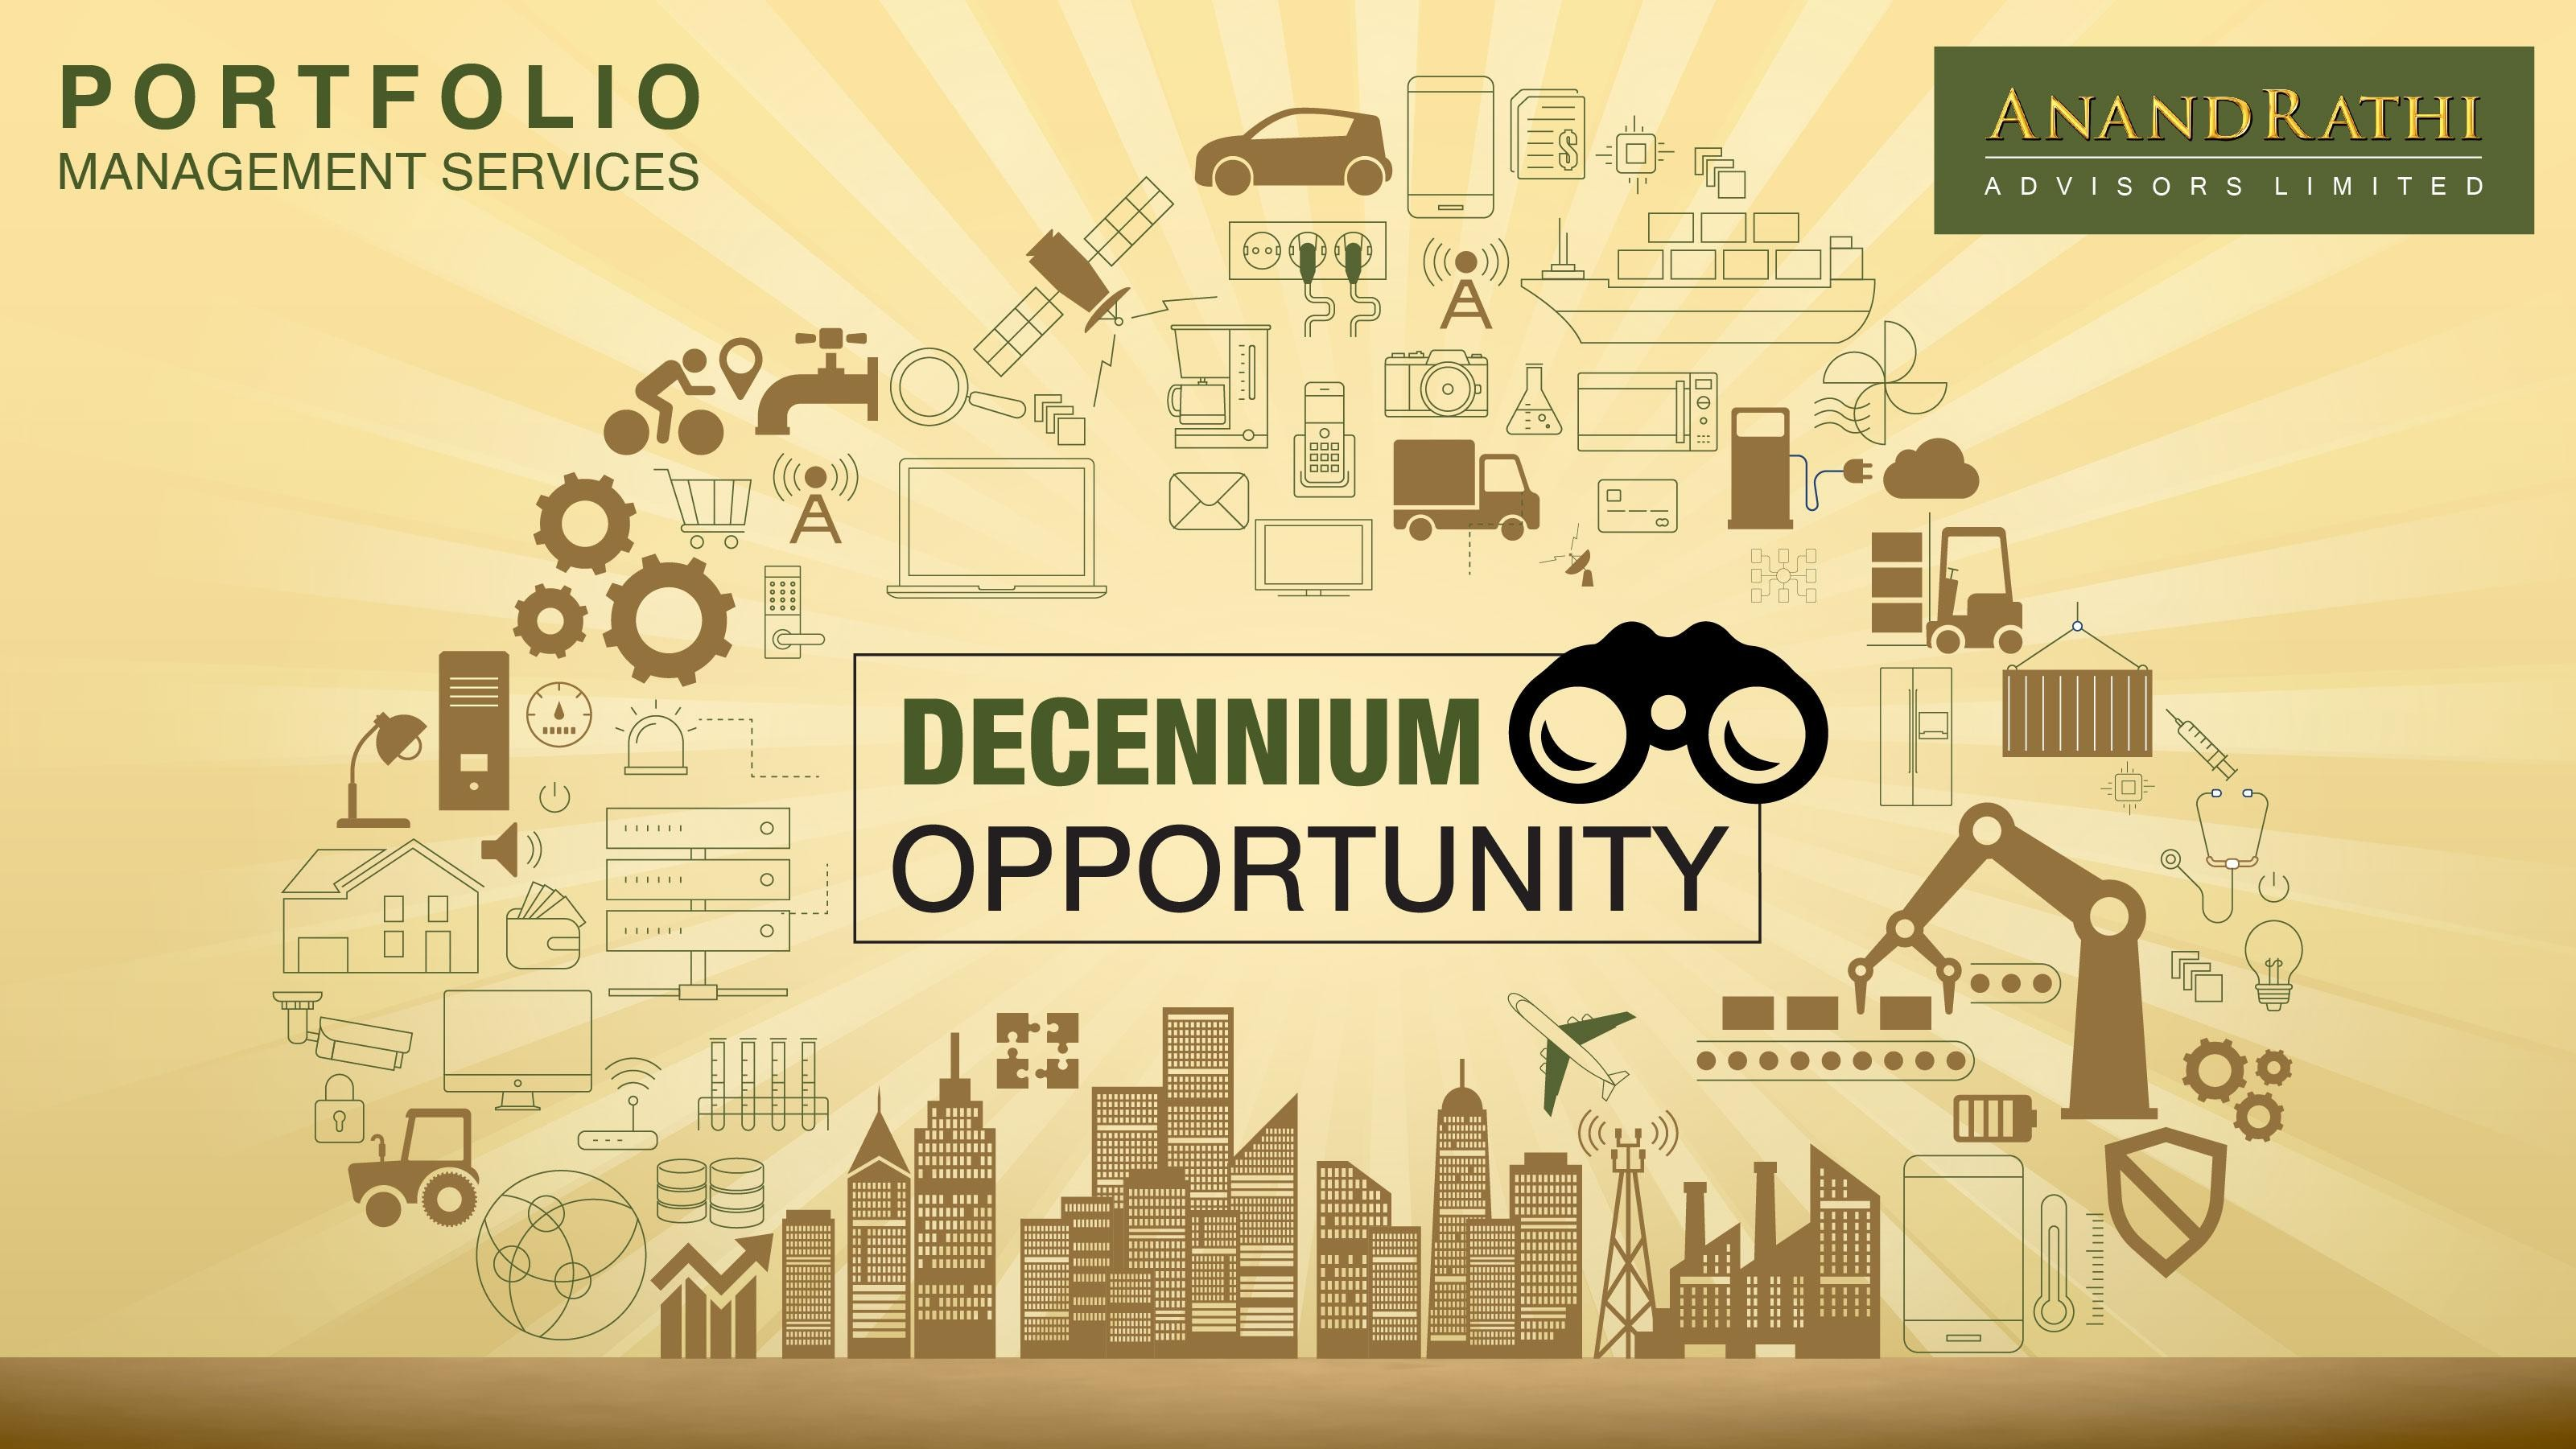 PORTFOLIO
MANAGEMENT SERVICES
ANANDRATHI
ADVISORS LIMITED
DECENNIUM
OPPORTUNITY